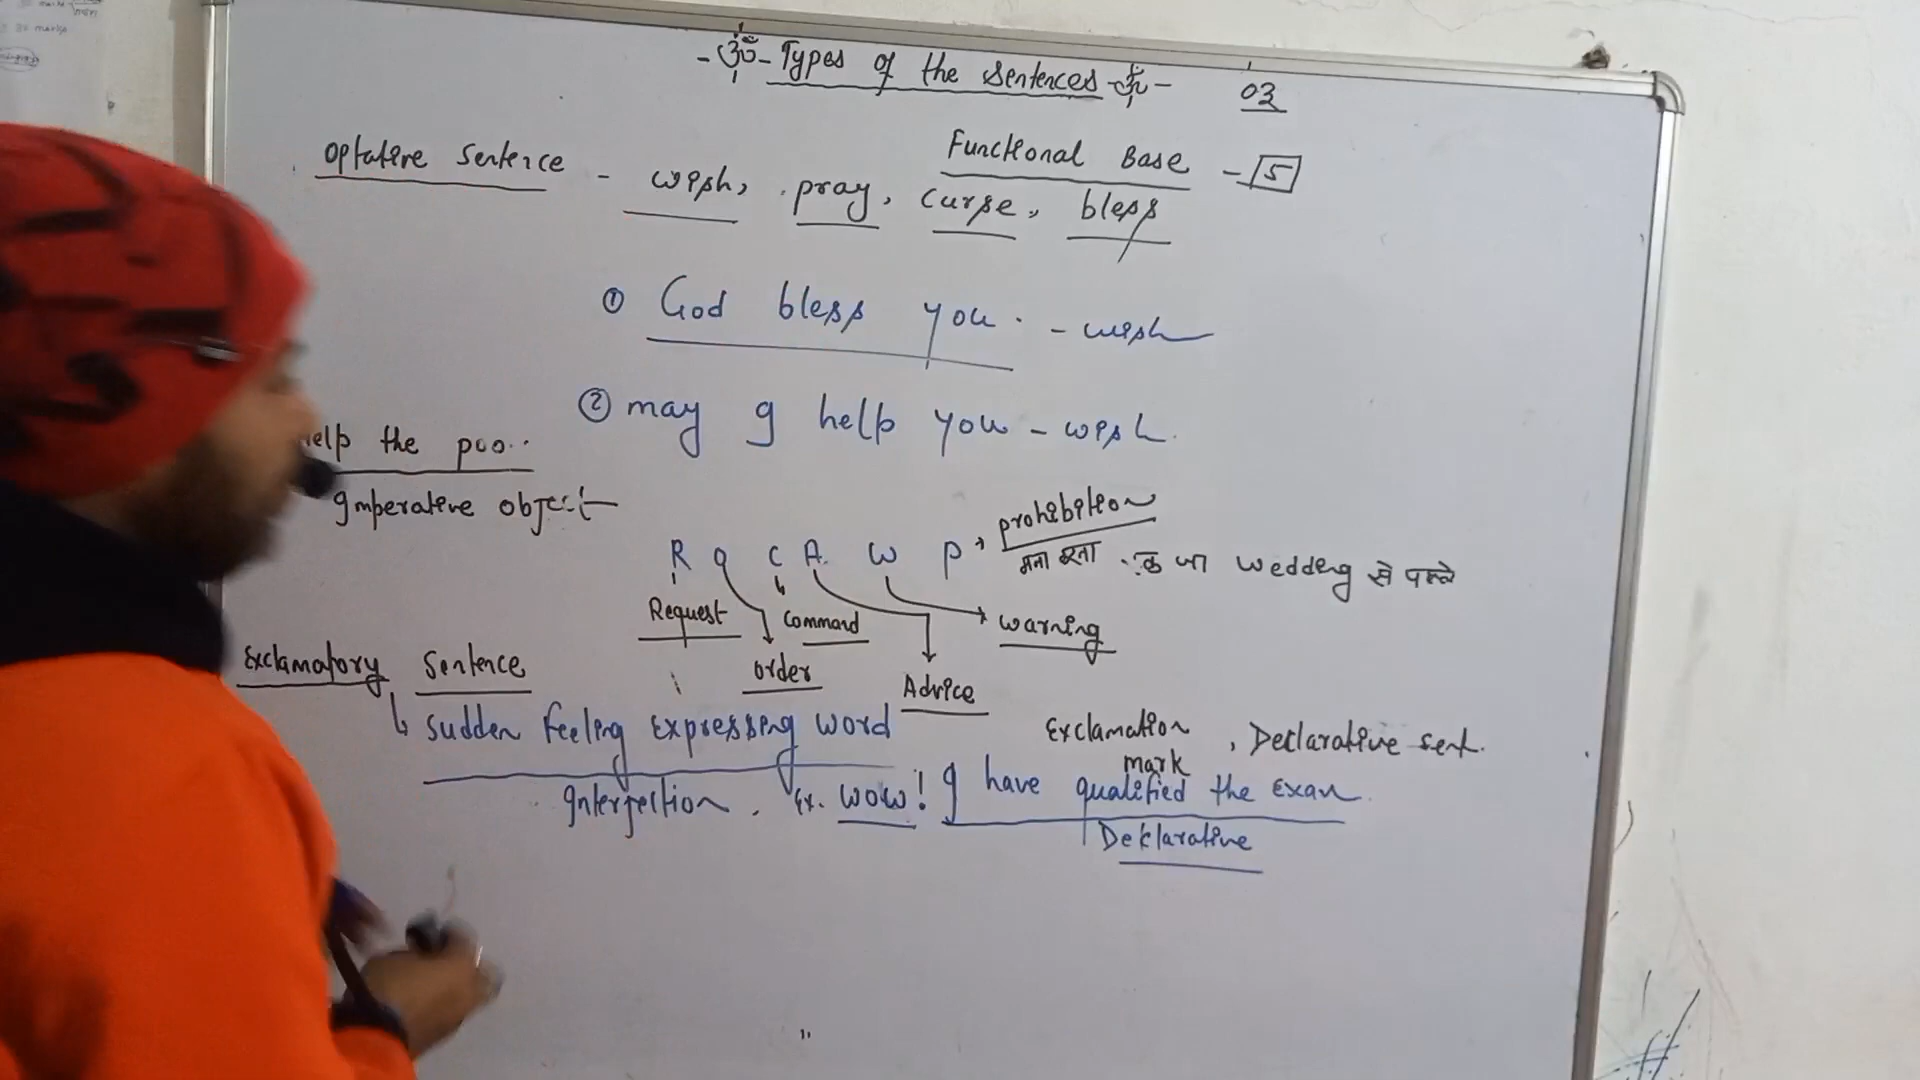 -ॐ- Types of the Sentences -ॐ- 03
Functional Base - 5
Optative Sentence - wish, pray, curse, bless
① God bless you. - wish
② may I help you - wish.
help the poo..
Imperative object
R O C A W P → prohibition
मना करना wedding से पहले
Request Command warning
order Advice
Exclamatory Sentence
↳ sudden feeling Expressing word
Exclamation mark, Declarative sent.
Interjection. Ex. wow! I have qualified the Exam.
Declarative